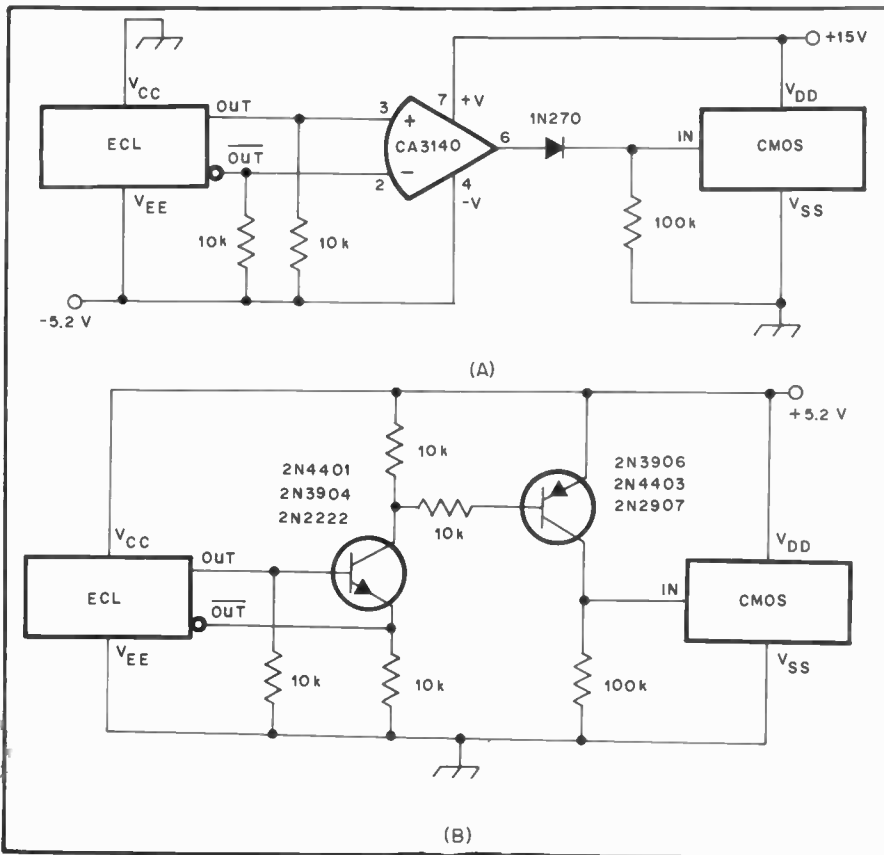 +15V
VCC
OUT
3
7
+V
VDD
1N270
ECL
+
CA3140
6
IN
CMOS
OUT
2
−
4
-V
VEE
VSS
10k
10k
100k
-5.2 V
(A)
+5.2 V
10k
2N4401
2N3904
2N2222
2N3906
4N4403
2N2907
10k
VCC
OUT
VDD
ECL
IN
CMOS
OUT
VEE
VSS
10k
10k
100k
(B)